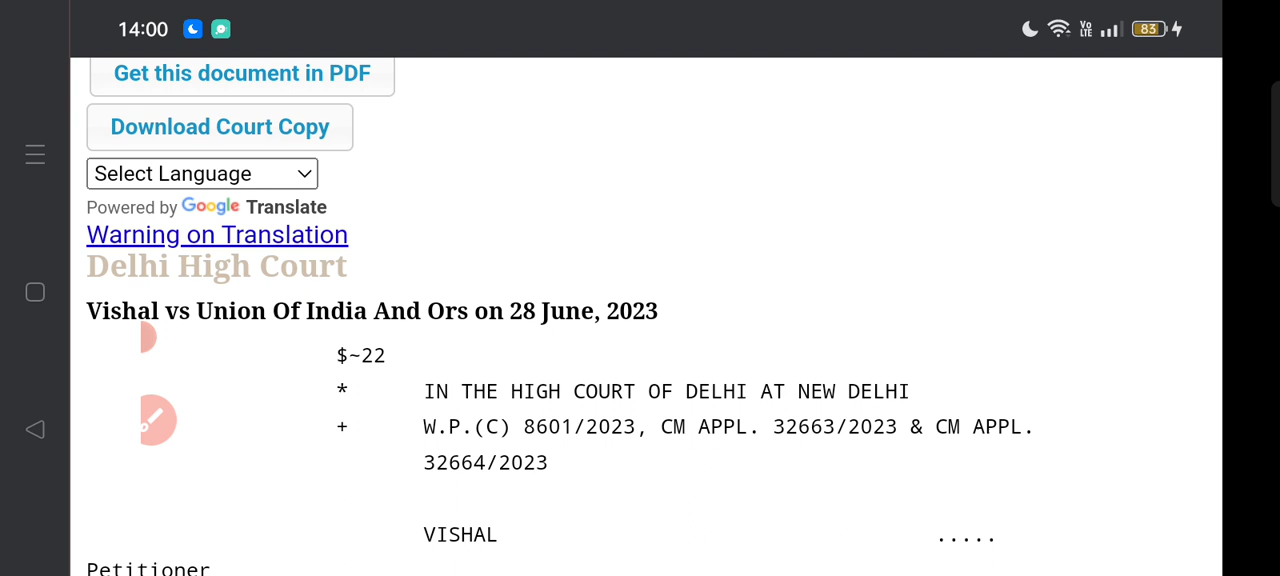 14:00 Vo LTE 83
Get this document in PDF
Download Court Copy
Select Language
Powered by Google Translate
Warning on Translation
Delhi High Court
Vishal vs Union Of India And Ors on 28 June, 2023
$~22
* IN THE HIGH COURT OF DELHI AT NEW DELHI
+ W.P.(C) 8601/2023, CM APPL. 32663/2023 & CM APPL.
32664/2023
VISHAL .....
Petitioner